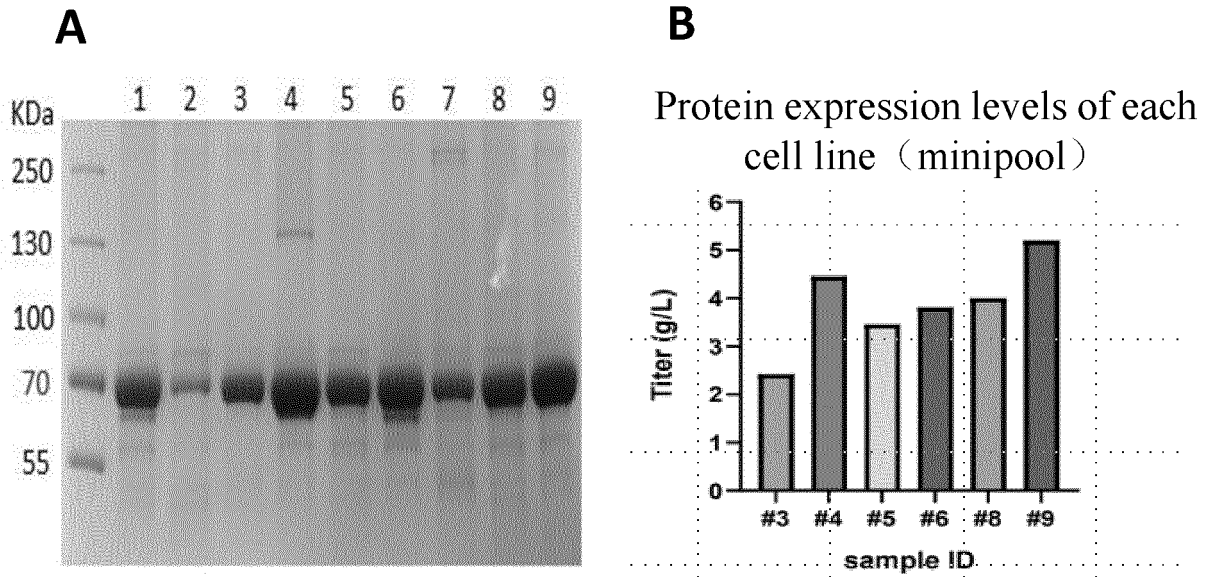 A
1 2 3 4 5 6 7 8 9
KDa
250
130
100
70
55
B
Protein expression levels of each
cell line（minipool）
6
5
4
3
2
1
0
Titer (g/L)
#3 #4 #5 #6 #8 #9
sample ID